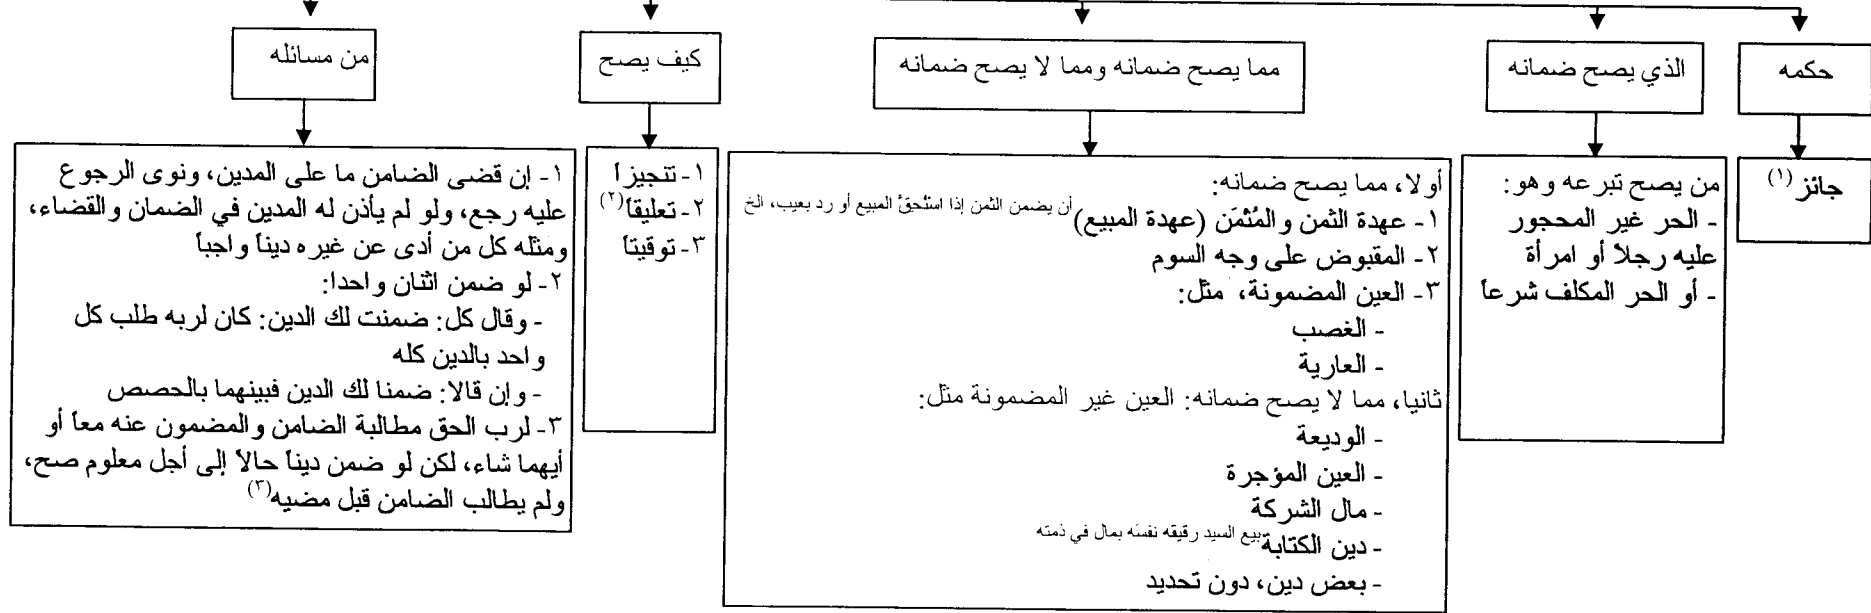 حكمه
جائز (١)
الذي يصح ضمانه
من يصح تبرعه وهو:
- الحر غير المحجور
عليه رجلاً أو امرأة
- أو الحر المكلف شرعاً
مما يصح ضمانه ومما لا يصح ضمانه
أولا، مما يصح ضمانه:
١- عهدة الثمن والمُثمَن (عهدة المبيع) أن يضمن الثمن إذا استُحقَّ المبيع أو رد بعيب، الخ
٢- المقبوض على وجه السوم
٣- العين المضمونة، مثل:
- الغصب
- العارية
ثانيا، مما لا يصح ضمانه: العين غير المضمونة مثل:
- الوديعة
- العين المؤجرة
- مال الشركة
- دين الكتابة بيع السيد رقيقه نفسَه بمال في ذمته
- بعض دين، دون تحديد
كيف يصح
١- تنجيزاً
٢- تعليقاً (٢)
٣- توقيتاً
من مسائله
١- إن قضى الضامن ما على المدين، ونوى الرجوع
عليه رجع، ولو لم يأذن له المدين في الضمان والقضاء،
ومثله كل من أدى عن غيره ديناً واجباً
٢- لو ضمن اثنان واحدا:
- وقال كل: ضمنت لك الدين: كان لربه طلب كل
واحد بالدين كله
- وإن قالا: ضمنا لك الدين فبينهما بالحصص
٣- لرب الحق مطالبة الضامن والمضمون عنه معاً أو
أيهما شاء، لكن لو ضمن ديناً حالاً إلى أجل معلوم صح،
ولم يطالب الضامن قبل مضيه (٣)